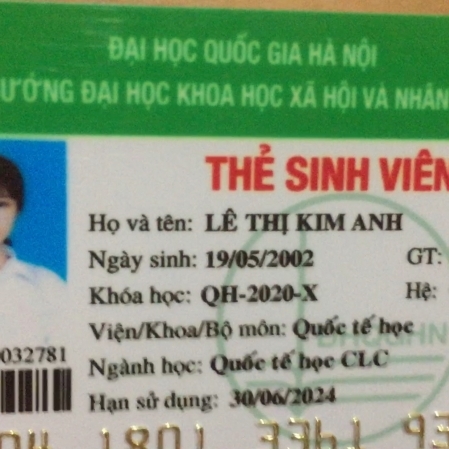 ĐẠI HỌC QUỐC GIA HÀ NỘI
ƯỜNG ĐẠI HỌC KHOA HỌC XÃ HỘI VÀ NHÂN
THẺ SINH VIÊN
Họ và tên: LÊ THỊ KIM ANH
Ngày sinh: 19/05/2002 GT:
Khóa học: QH-2020-X Hệ:
Viện/Khoa/Bộ môn: Quốc tế học
Ngành học: Quốc tế học CLC
032781
Hạn sử dụng: 30/06/2024
ĐHQGHN